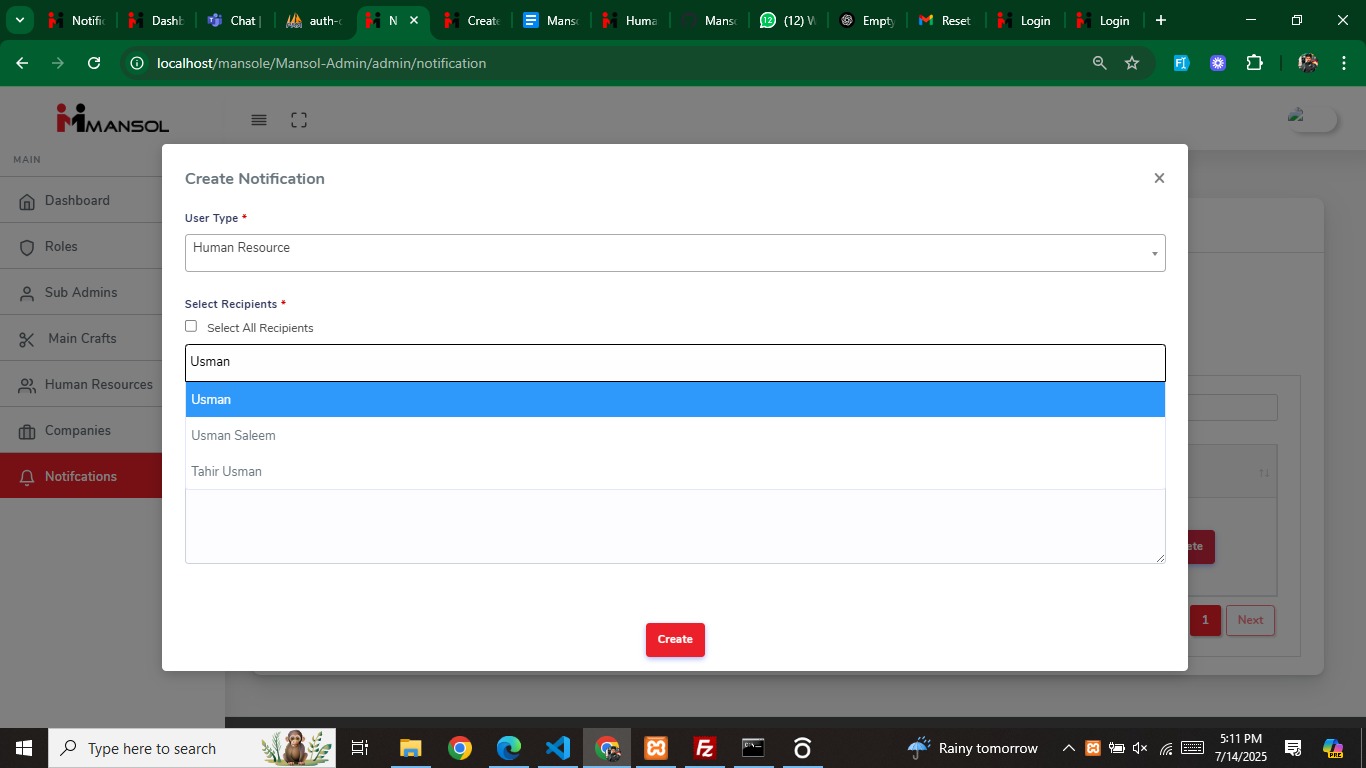 Notific
Dashb
Chat |
auth-c
N
Create
Manso
Huma
Manso
(12) W
Empty
Reset
Login
Login
localhost/mansole/Mansol-Admin/admin/notification
MANSOL
MAIN
Dashboard
Roles
Sub Admins
Main Crafts
Human Resources
Companies
Notifcations
Create Notification
×
User Type *
Human Resource
Select Recipients *
Select All Recipients
Usman
Usman
Usman Saleem
Tahir Usman
Create
ete
1
Next
Type here to search
Rainy tomorrow
5:11 PM
7/14/2025